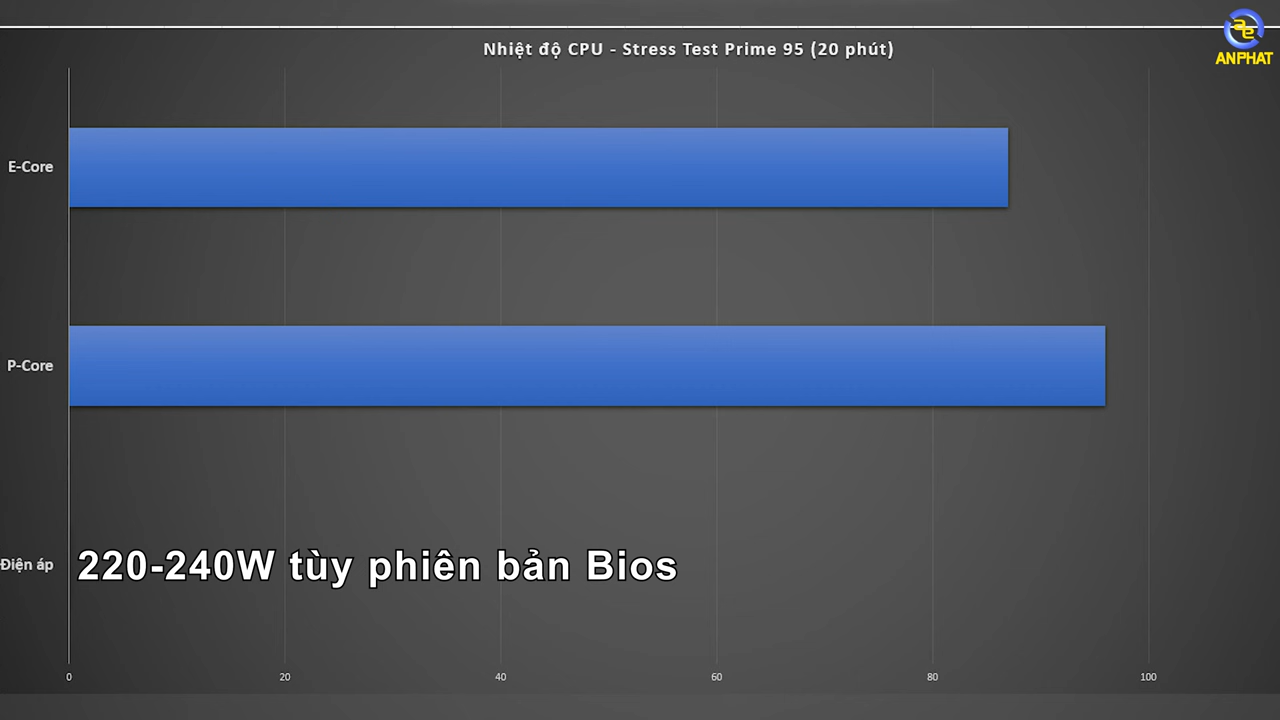 Nhiệt độ CPU - Stress Test Prime 95 (20 phút)
ae
ANPHAT
E-Core
P-Core
Điện áp 220-240W tùy phiên bản Bios
0 20 40 60 80 100